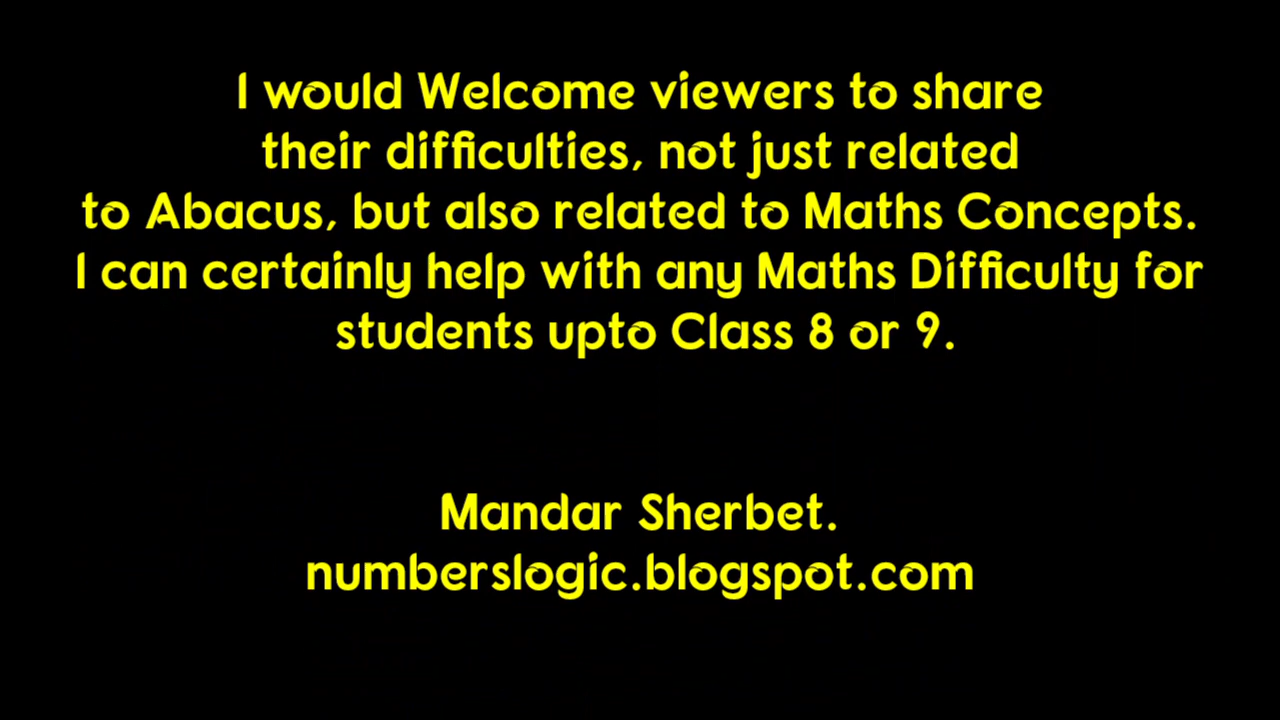 I would Welcome viewers to share
their difficulties, not just related
to Abacus, but also related to Maths Concepts.
I can certainly help with any Maths Difficulty for
students upto Class 8 or 9.
Mandar Sherbet.
numberslogic.blogspot.com